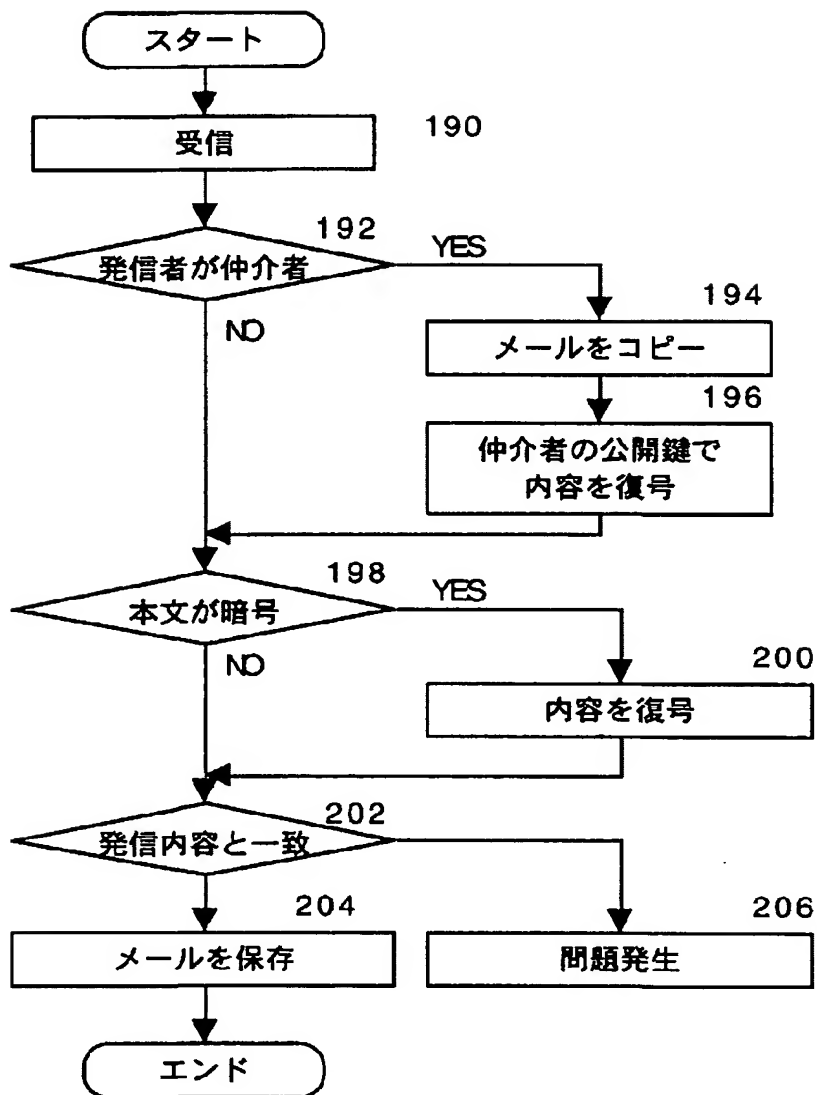 スタート
受信
190
192
発信者が仲介者
YES
NO
194
メールをコピー
196
仲介者の公開鍵で
内容を復号
198
本文が暗号
YES
NO
200
内容を復号
202
発信内容と一致
204
メールを保存
206
問題発生
エンド